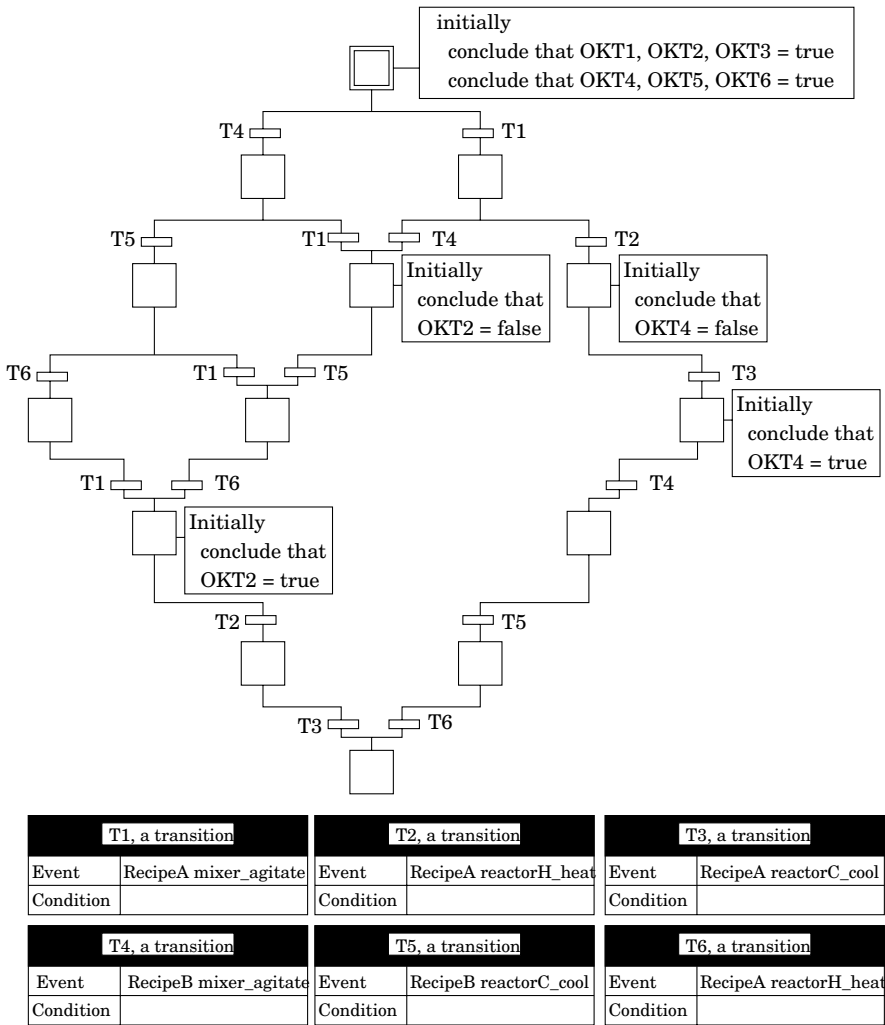 initially
conclude that OKT1, OKT2, OKT3 = true
conclude that OKT4, OKT5, OKT6 = true
T4
T1
T5
T1
T4
T2
Initially
conclude that
OKT2 = false
Initially
conclude that
OKT4 = false
T6
T1
T5
T3
Initially
conclude that
OKT4 = true
T1
T6
T4
Initially
conclude that
OKT2 = true
T2
T5
T3
T6
T1, a transition
Event RecipeA mixer_agitate
Condition
T2, a transition
Event RecipeA reactorH_heat
Condition
T3, a transition
Event RecipeA reactorC_cool
Condition
T4, a transition
Event RecipeB mixer_agitate
Condition
T5, a transition
Event RecipeB reactorC_cool
Condition
T6, a transition
Event RecipeA reactorH_heat
Condition